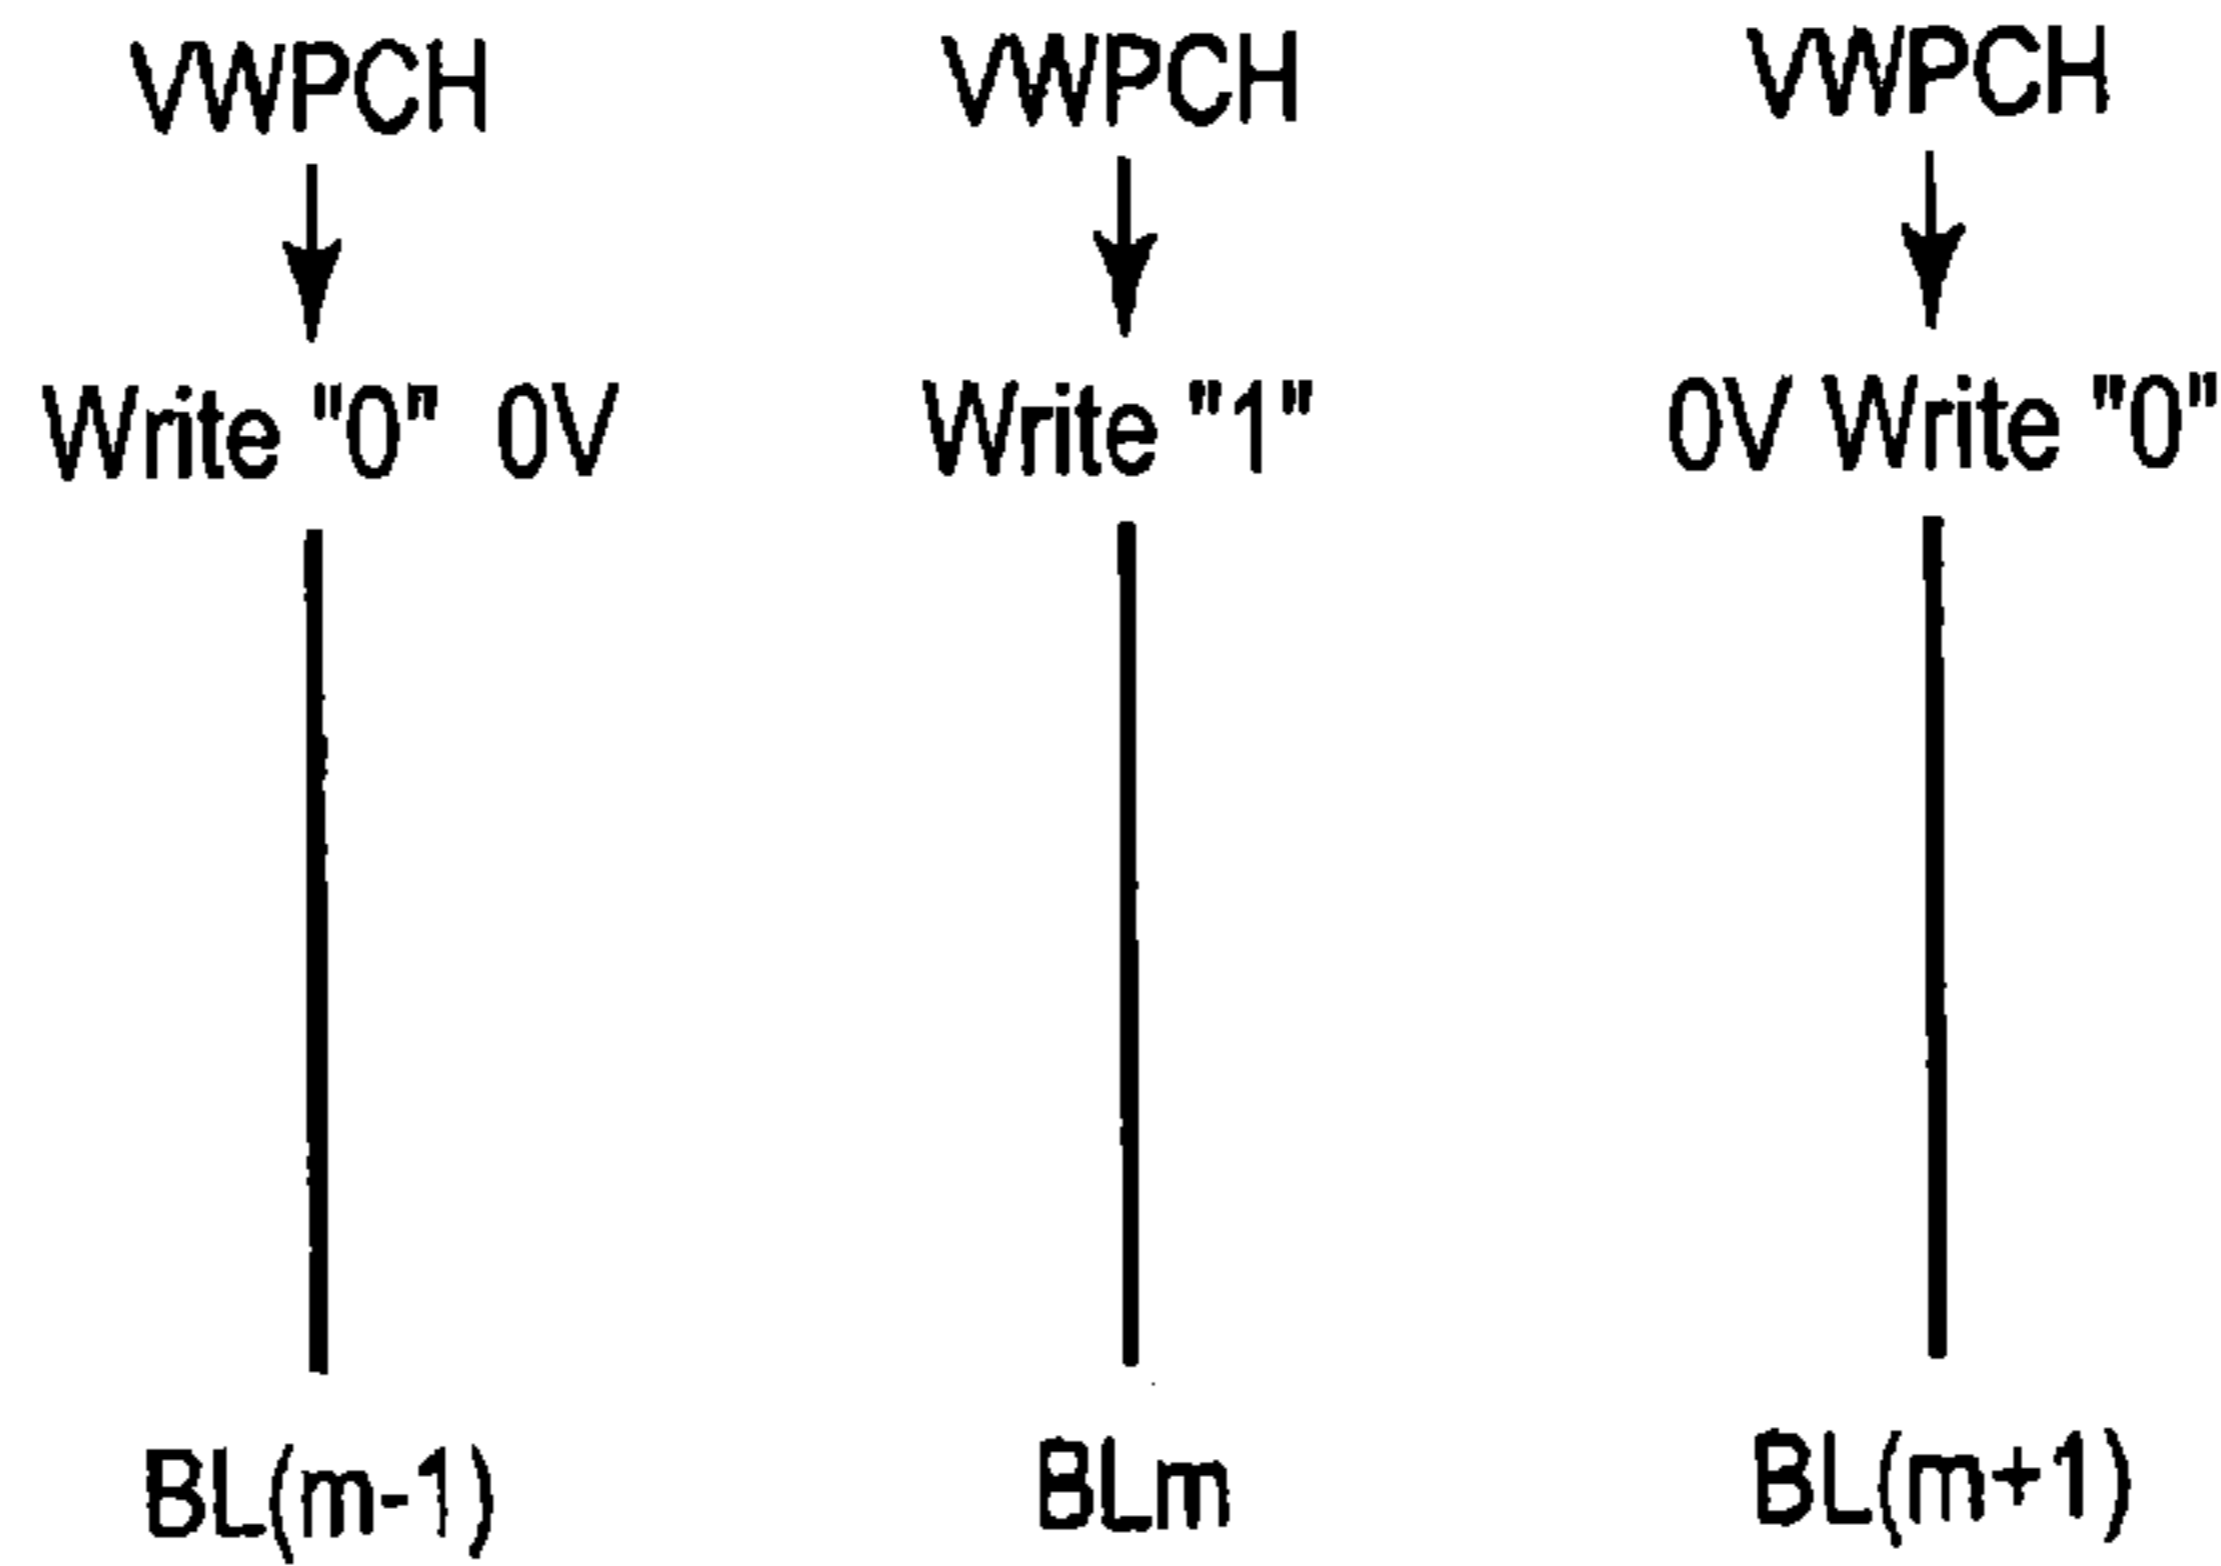 VWPCH VWPCH VWPCH
Write "0" 0V Write "1" 0V Write "0"
BL(m-1) BLm BL(m+1)